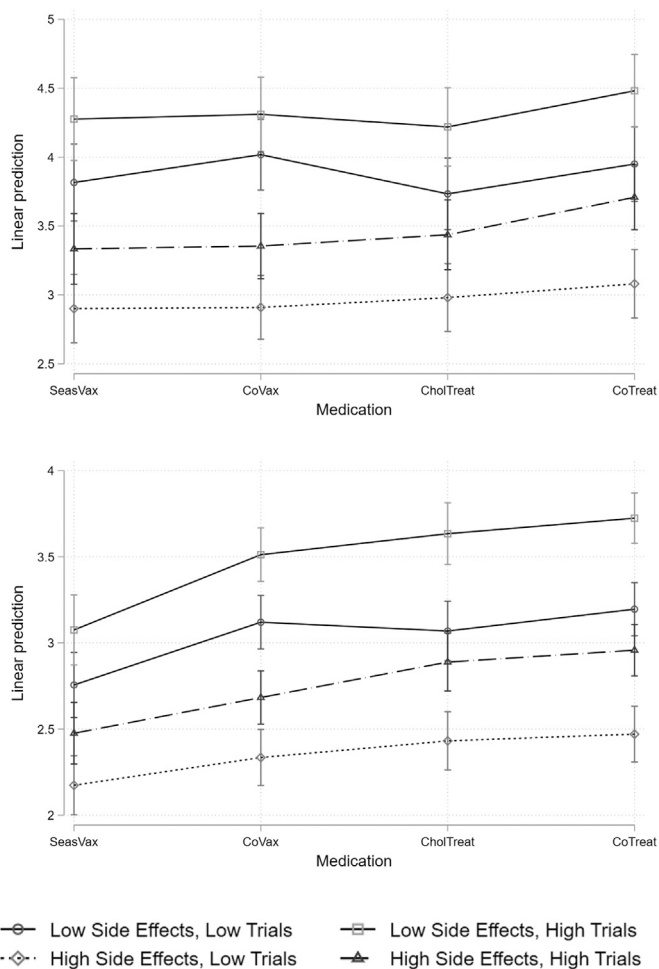 5
4.5
4
3.5
3
2.5
Linear prediction
SeasVax CoVax CholTreat CoTreat
Medication
4
3.5
3
2.5
2
Linear prediction
SeasVax CoVax CholTreat CoTreat
Medication
Low Side Effects, Low Trials Low Side Effects, High Trials
High Side Effects, Low Trials High Side Effects, High Trials